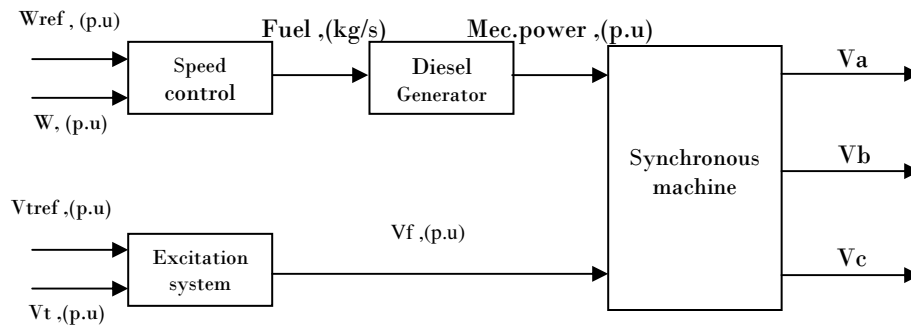 Wref , (p.u)
Fuel ,(kg/s)
Mec.power ,(p.u)
Speed
control
Diesel
Generator
Va
W, (p.u)
Synchronous
machine
Vb
Vtref ,(p.u)
Vf ,(p.u)
Excitation
system
Vc
Vt ,(p.u)